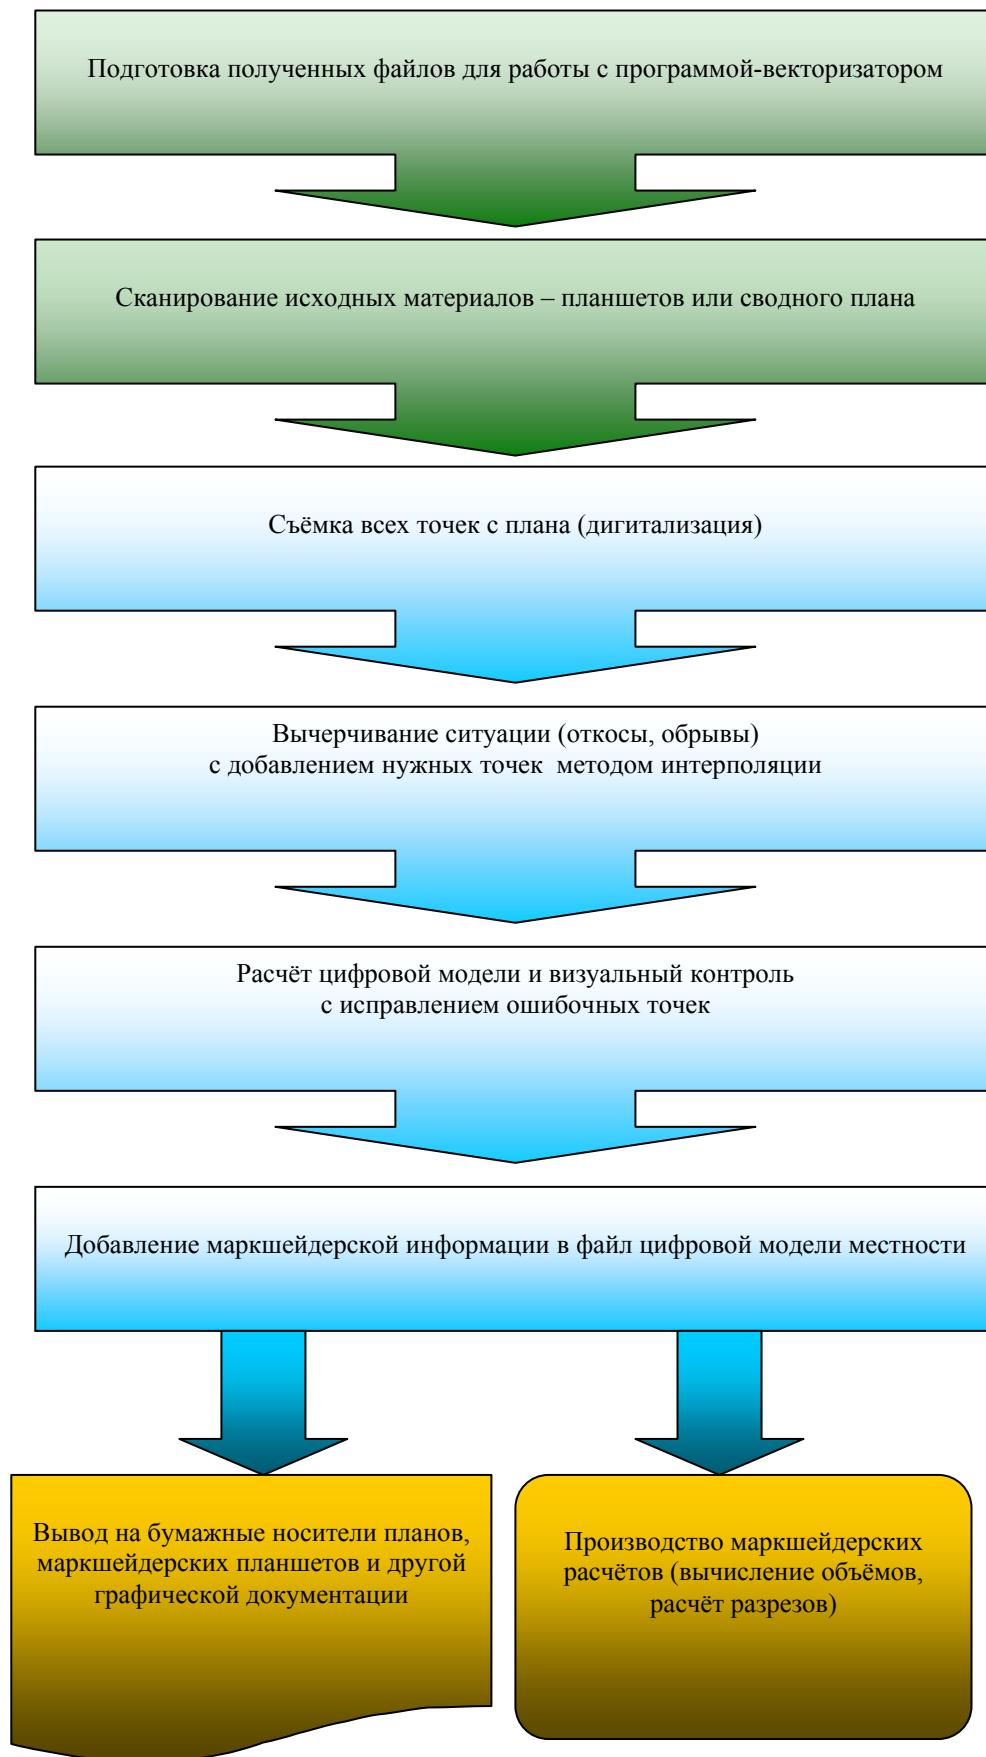 Подготовка полученных файлов для работы с программой-векторизатором
Сканирование исходных материалов – планшетов или сводного плана
Съёмка всех точек с плана (дигитализация)
Вычерчивание ситуации (откосы, обрывы)
с добавлением нужных точек методом интерполяции
Расчёт цифровой модели и визуальный контроль
с исправлением ошибочных точек
Добавление маркшейдерской информации в файл цифровой модели местности
Вывод на бумажные носители планов,
маркшейдерских планшетов и другой
графической документации
Производство маркшейдерских
расчётов (вычисление объёмов,
расчёт разрезов)